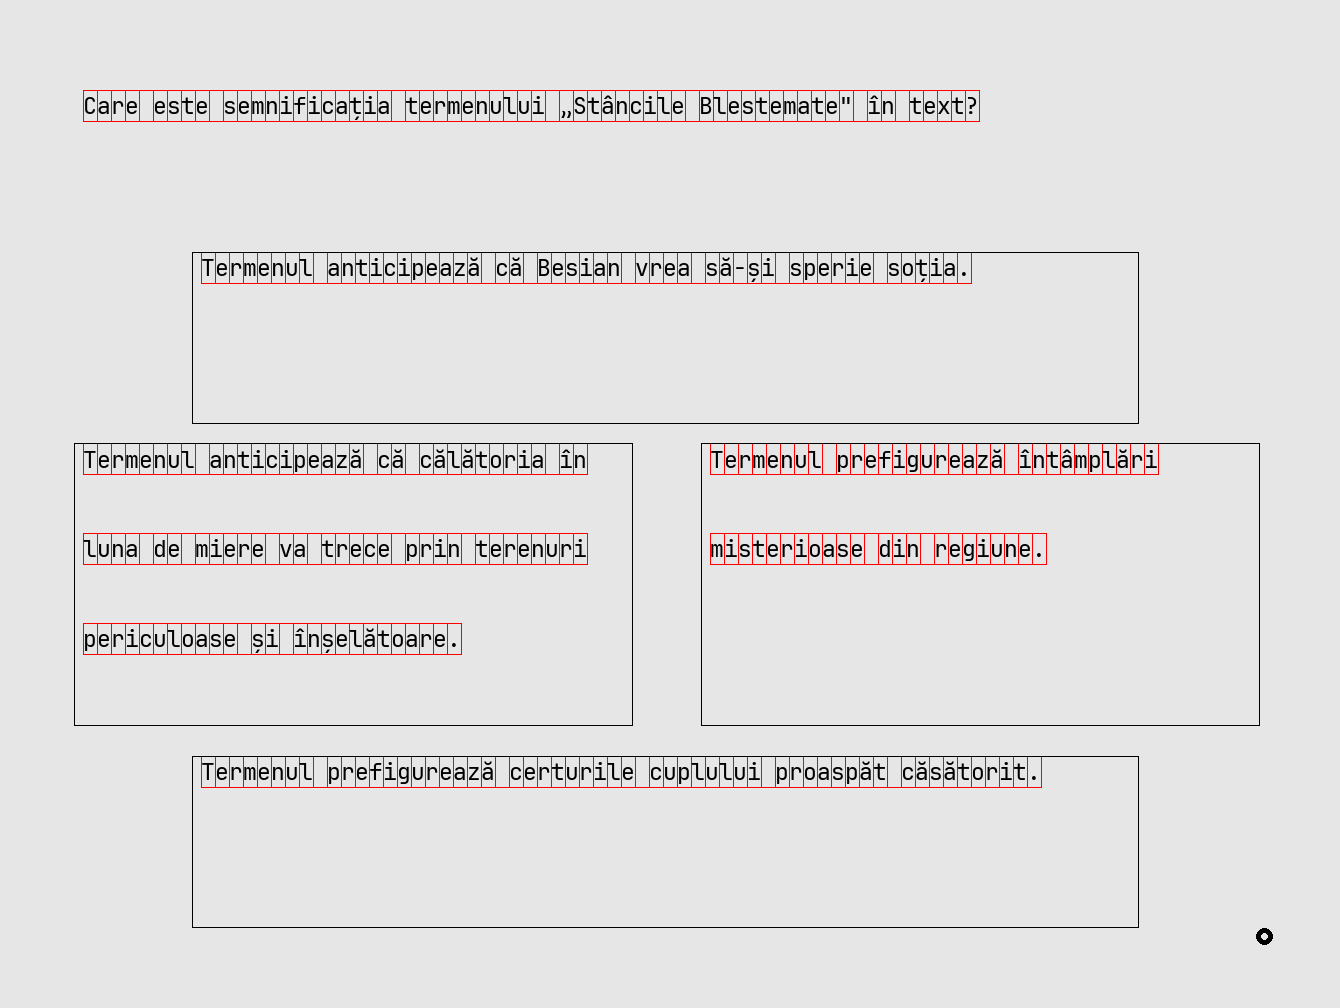 Care este semnificația termenului „Stâncile Blestemate" în text?
Termenul anticipează că Besian vrea să-și sperie soția.
Termenul anticipează că călătoria în
luna de miere va trece prin terenuri
periculoase și înșelătoare.
Termenul prefigurează întâmplări
misterioase din regiune.
Termenul prefigurează certurile cuplului proaspăt căsătorit.